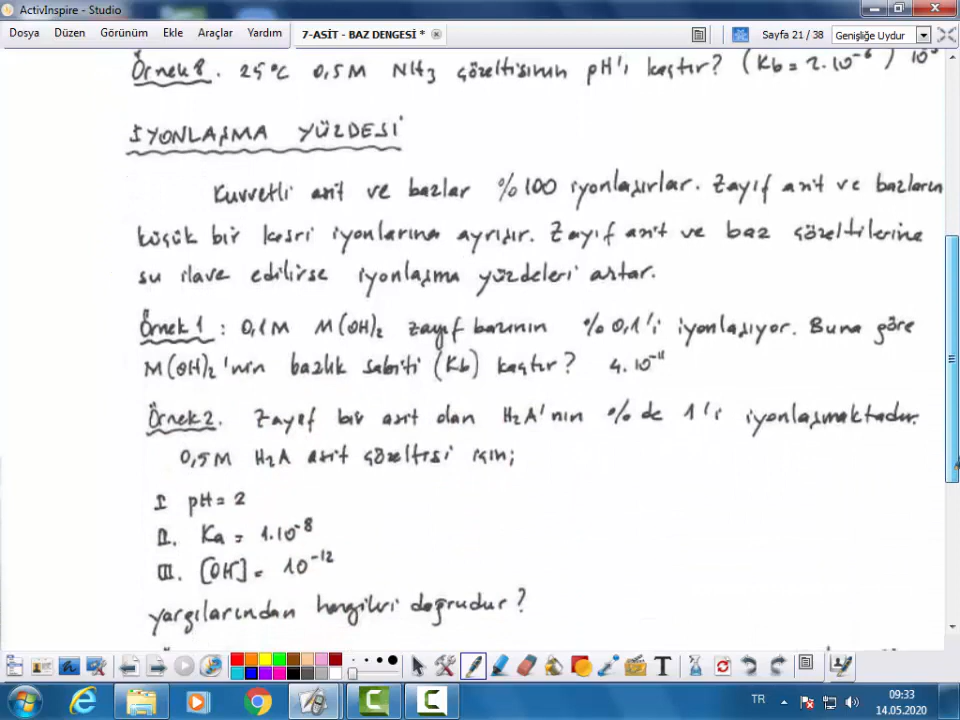 ActivInspire - Studio
Dosya Düzen Görünüm Ekle Araçlar Yardım 7-ASİT - BAZ DENGESİ * Sayfa 21 / 38 Genişliğe Uydur
Örnek 8. 25°C 0,5M NH3 çözeltisinin pH'ı kaçtır? (Kb = 2.10⁻⁶)
İYONLAŞMA YÜZDESİ
Kuvvetli asit ve bazlar %100 iyonlaşırlar. Zayıf asit ve bazların
küçük bir kesri iyonlarına ayrışır. Zayıf asit ve baz çözeltilerine
su ilave edilirse iyonlaşma yüzdeleri artar.
Örnek 1 : 0,1M M(OH)₂ zayıf bazının %0,1'i iyonlaşıyor. Buna göre
M(OH)₂'nin bazlık sabiti (Kb) kaçtır? 4.10⁻¹¹
Örnek 2. Zayıf bir asit olan H₂A'nın % de 1'i iyonlaşmaktadır.
0,5M H₂A asit çözeltisi için;
I. pH = 2
II. Ka = 1.10⁻⁸
III. [OH⁻] = 10⁻¹²
yargılarından hangileri doğrudur?
TR 09:33
14.05.2020